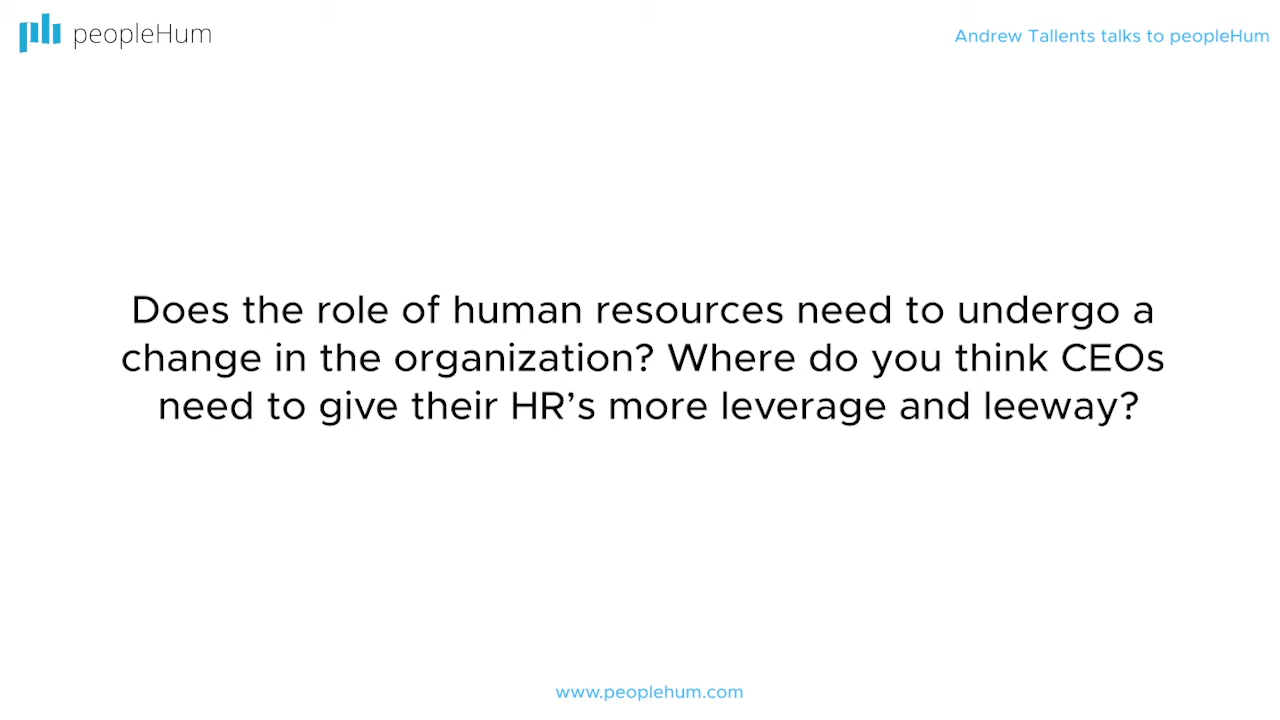 peopleHum
Andrew Tallents talks to peopleHum
Does the role of human resources need to undergo a
change in the organization? Where do you think CEOs
need to give their HR’s more leverage and leeway?
www.peoplehum.com